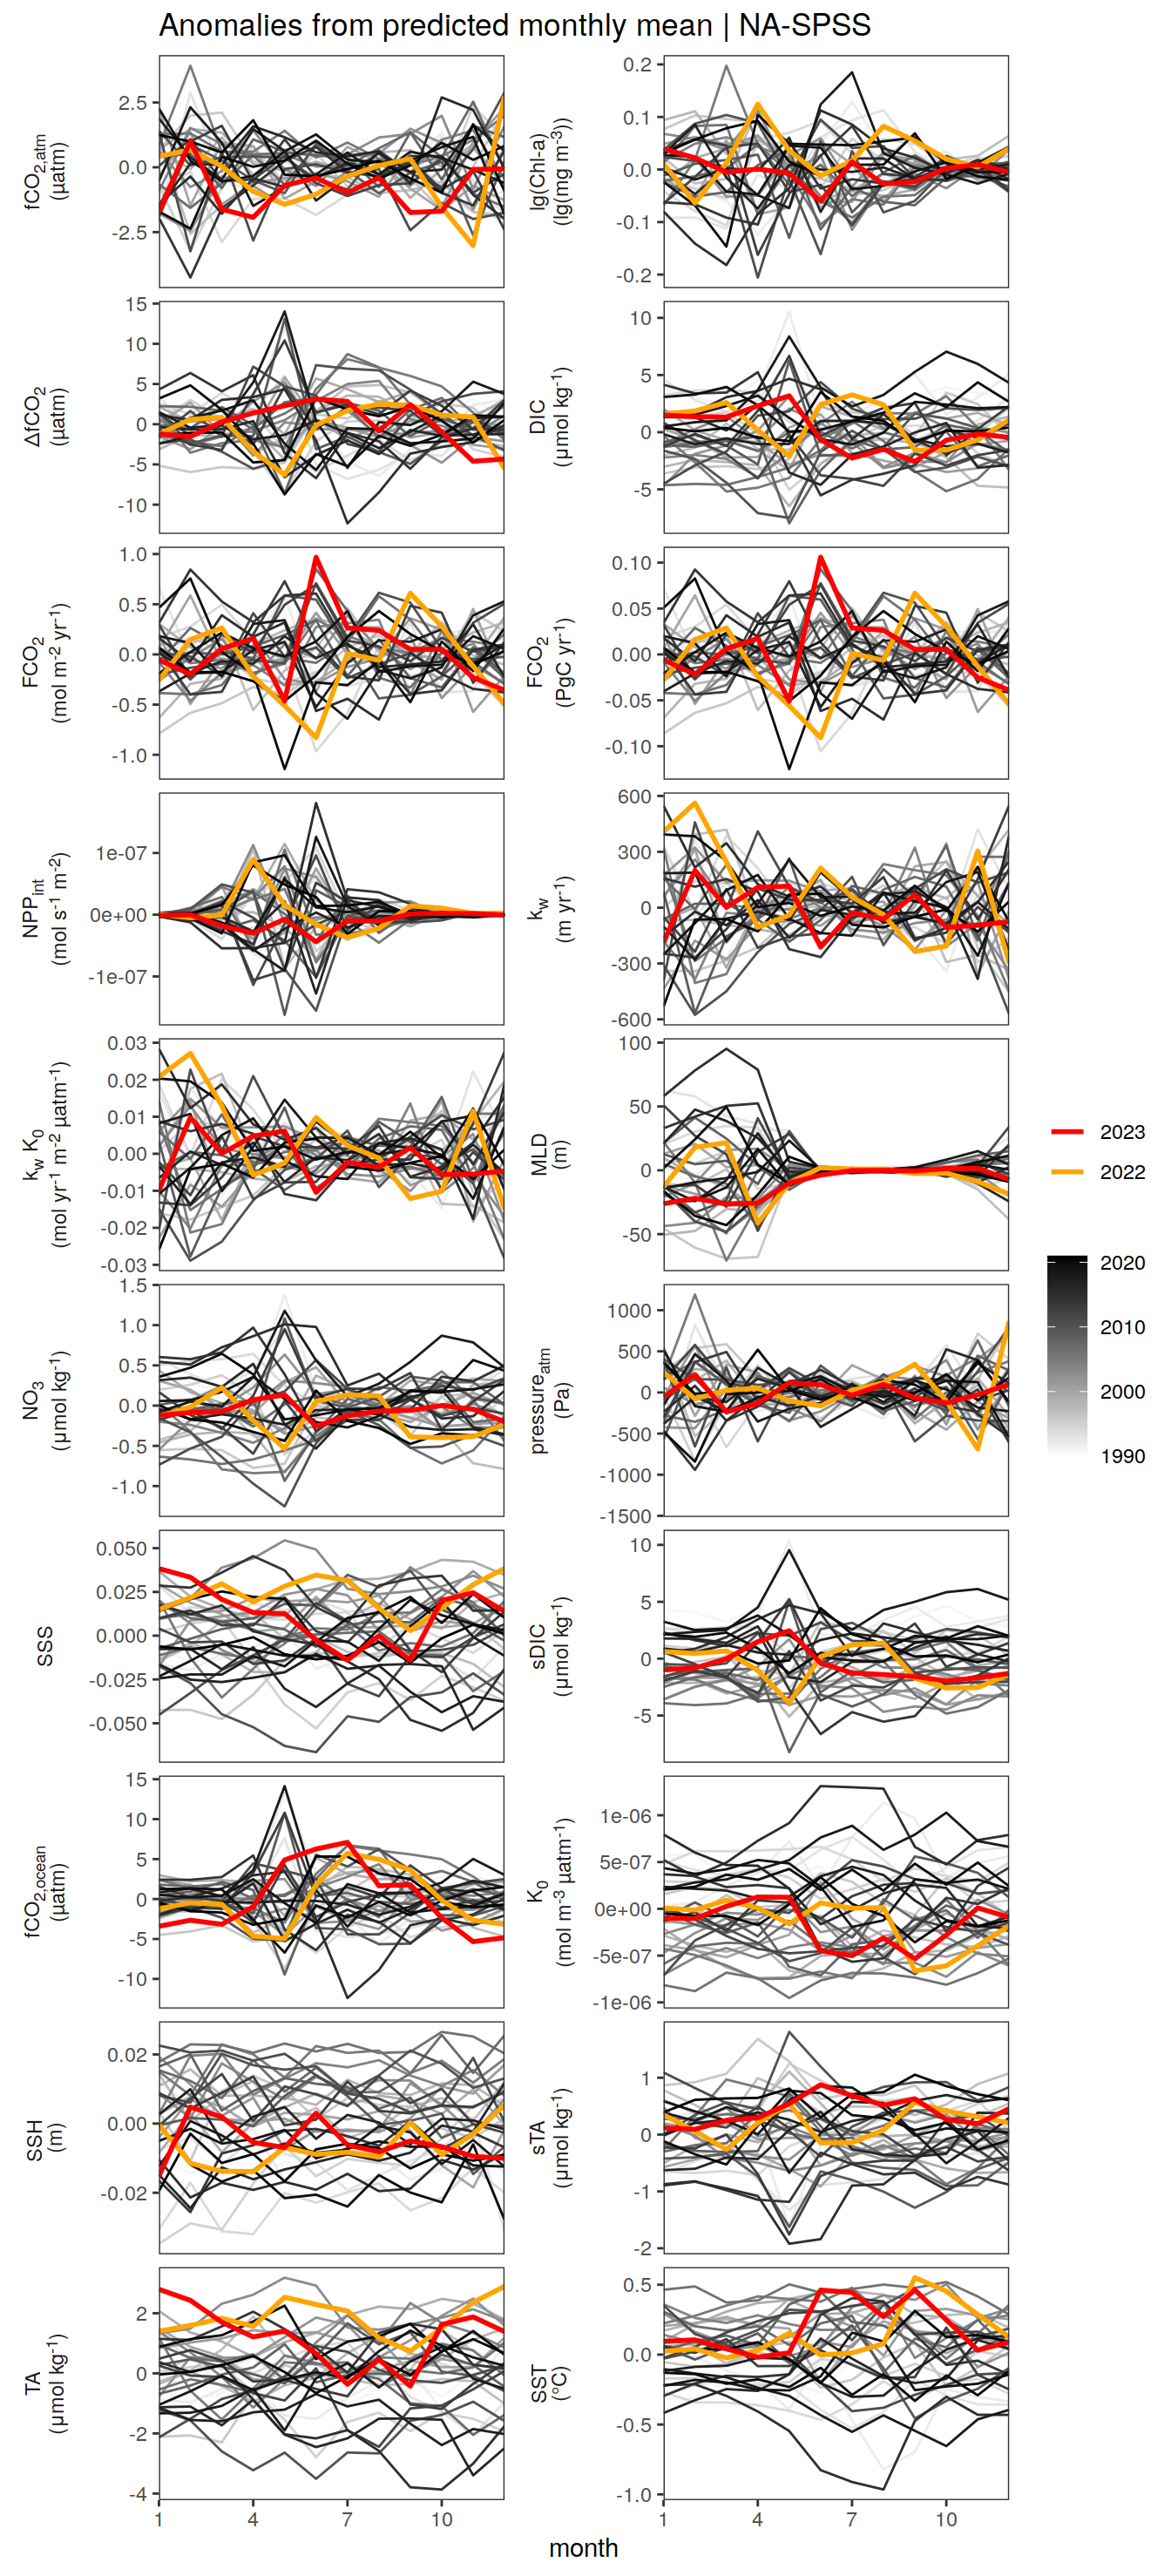 Anomalies from predicted monthly mean | NA-SPSS
fCO2,atm
(µatm)
2.5
0.0
-2.5
lg(Chl-a)
(lg(mg m-3))
0.2
0.1
0.0
-0.1
-0.2
ΔfCO2
(µatm)
15
10
5
0
-5
-10
DIC
(µmol kg-1)
10
5
0
-5
FCO2
(mol m-2 yr-1)
1.0
0.5
0.0
-0.5
-1.0
FCO2
(PgC yr-1)
0.10
0.05
0.00
-0.05
-0.10
NPPint
(mol s-1 m-2)
1e-07
0e+00
-1e-07
kw
(m yr-1)
600
300
0
-300
-600
kw K0
(mol yr-1 m-2 µatm-1)
0.03
0.02
0.01
0.00
-0.01
-0.02
-0.03
MLD
(m)
100
50
0
-50
NO3
(µmol kg-1)
1.5
1.0
0.5
0.0
-0.5
-1.0
pressureatm
(Pa)
1000
500
0
-500
-1000
-1500
SSS
0.050
0.025
0.000
-0.025
-0.050
sDIC
(µmol kg-1)
10
5
0
-5
fCO2,ocean
(µatm)
15
10
5
0
-5
-10
K0
(mol m-3 µatm-1)
1e-06
5e-07
0e+00
-5e-07
-1e-06
SSH
(m)
0.02
0.00
-0.02
sTA
(µmol kg-1)
1
0
-1
-2
TA
(µmol kg-1)
2
0
-2
-4
SST
(°C)
0.5
0.0
-0.5
-1.0
1 4 7 10
1 4 7 10
month
2023
2022
2020
2010
2000
1990